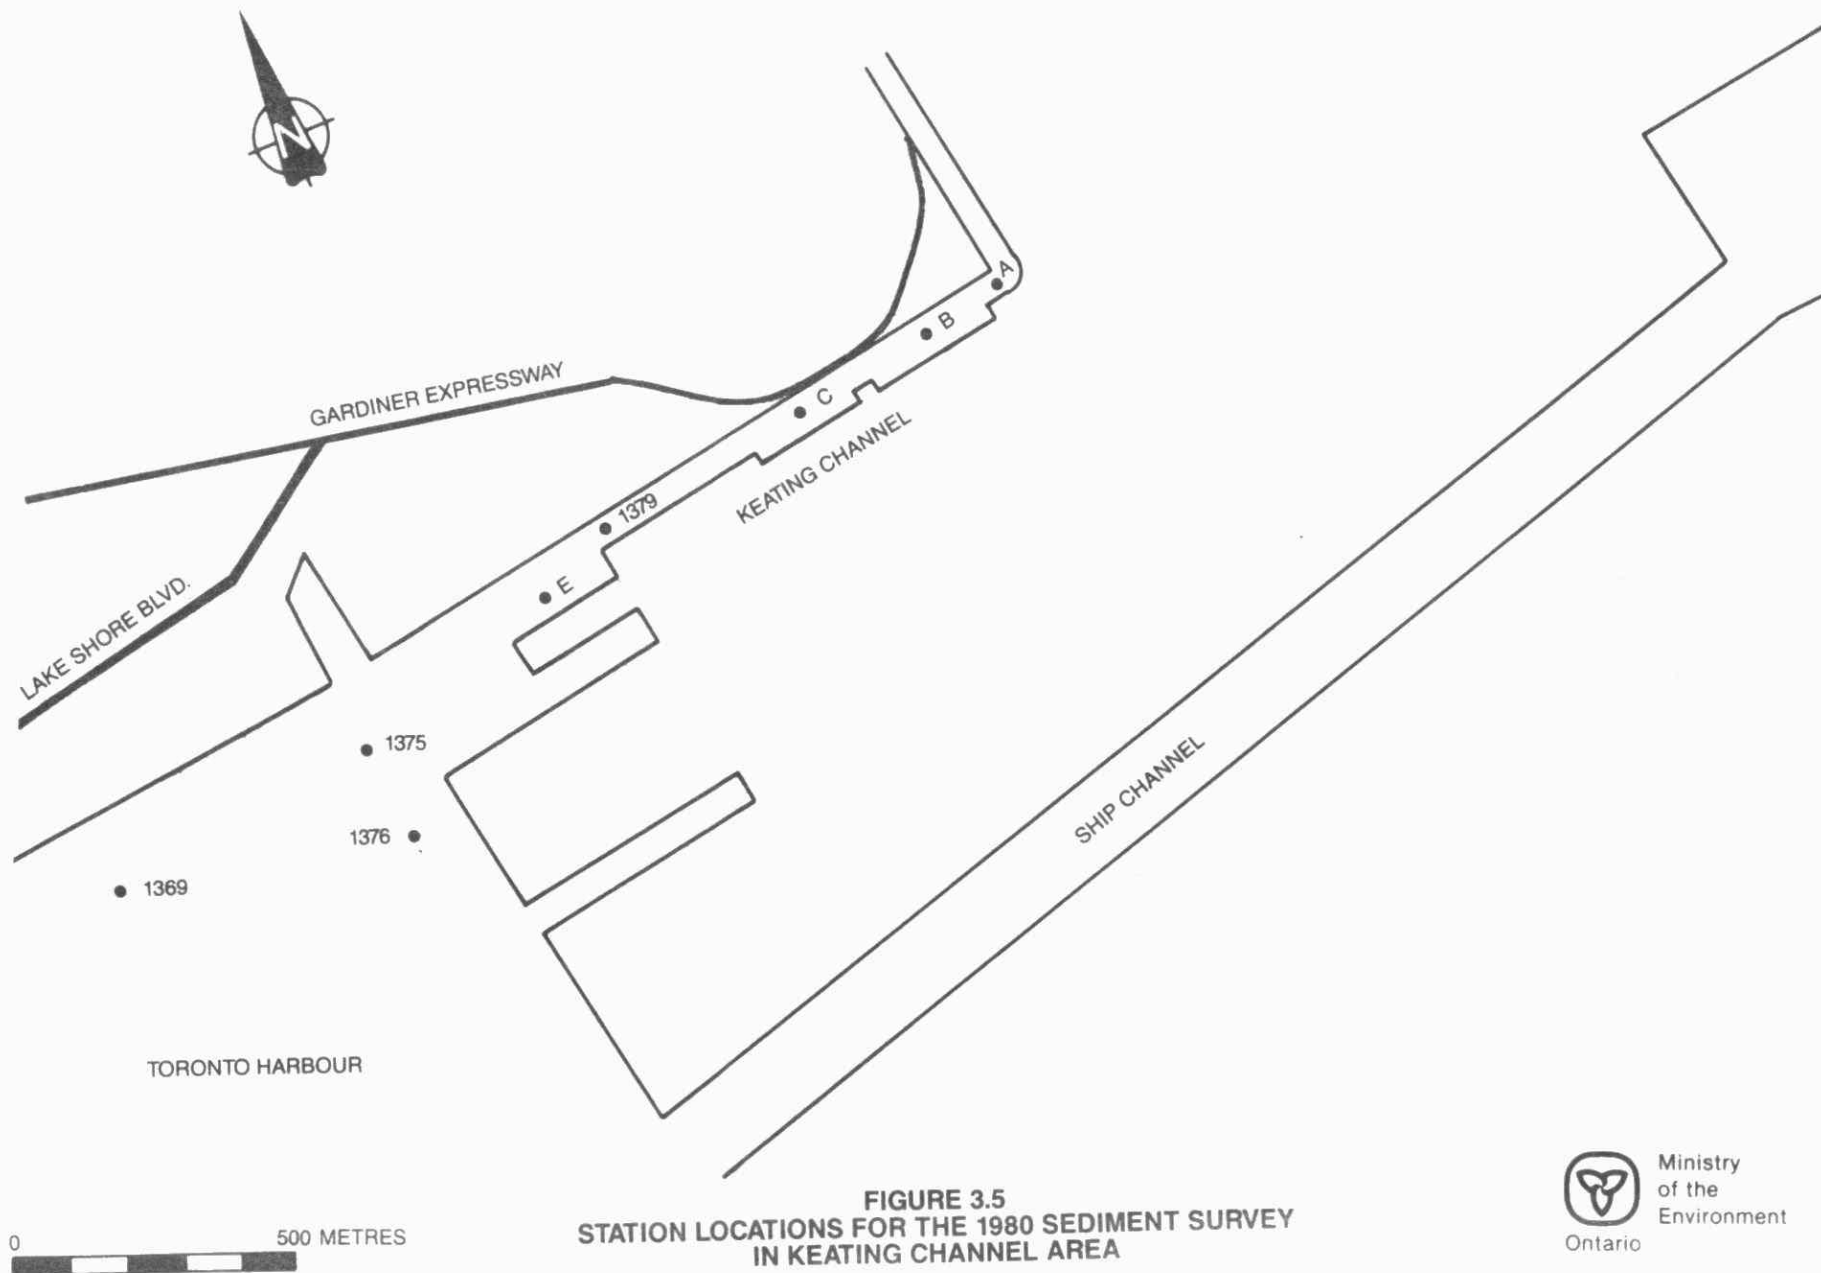 N
A
B
GARDINER EXPRESSWAY
C
KEATING CHANNEL
1379
E
LAKE SHORE BLVD.
1375
SHIP CHANNEL
1376
1369
TORONTO HARBOUR
0 500 METRES
FIGURE 3.5
STATION LOCATIONS FOR THE 1980 SEDIMENT SURVEY
IN KEATING CHANNEL AREA
Ministry
of the
Environment
Ontario